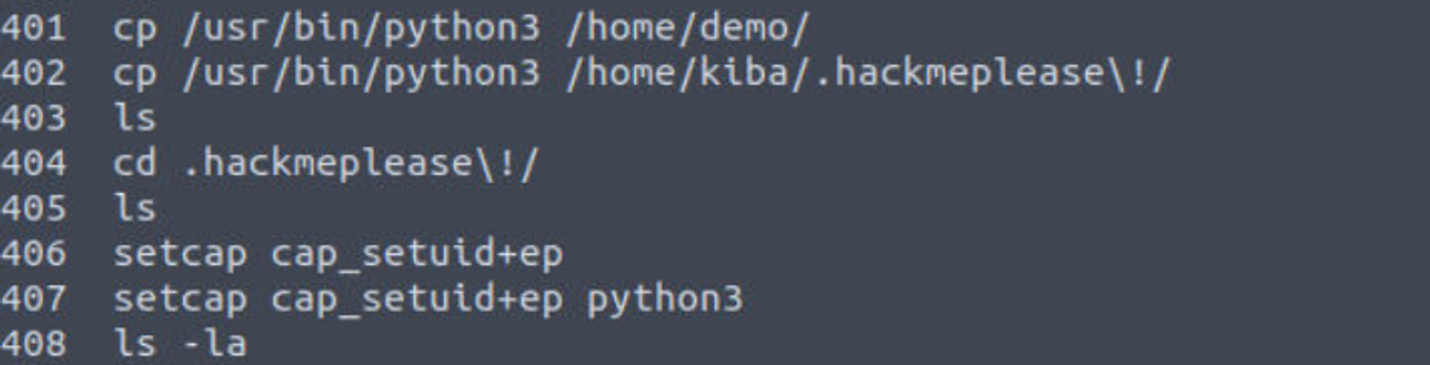 401 cp /usr/bin/python3 /home/demo/
402 cp /usr/bin/python3 /home/kiba/.hackmeplease\!/
403 ls
404 cd .hackmeplease\!/
405 ls
406 setcap cap_setuid+ep
407 setcap cap_setuid+ep python3
408 ls -la